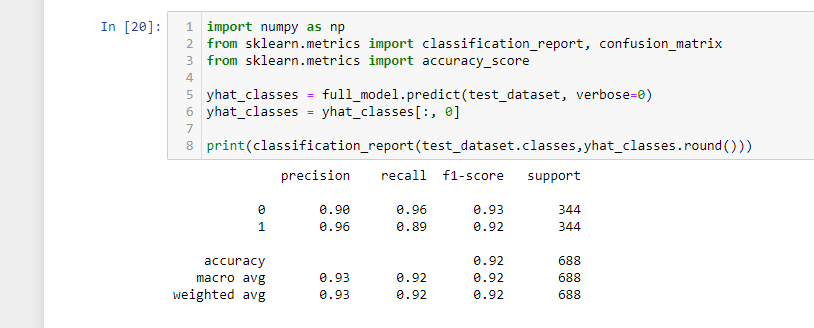 In [20]:
1 import numpy as np
2 from sklearn.metrics import classification_report, confusion_matrix
3 from sklearn.metrics import accuracy_score
4
5 yhat_classes = full_model.predict(test_dataset, verbose=0)
6 yhat_classes = yhat_classes[:, 0]
7
8 print(classification_report(test_dataset.classes,yhat_classes.round()))
precision recall f1-score support
0 0.90 0.96 0.93 344
1 0.96 0.89 0.92 344
accuracy 0.92 688
macro avg 0.93 0.92 0.92 688
weighted avg 0.93 0.92 0.92 688